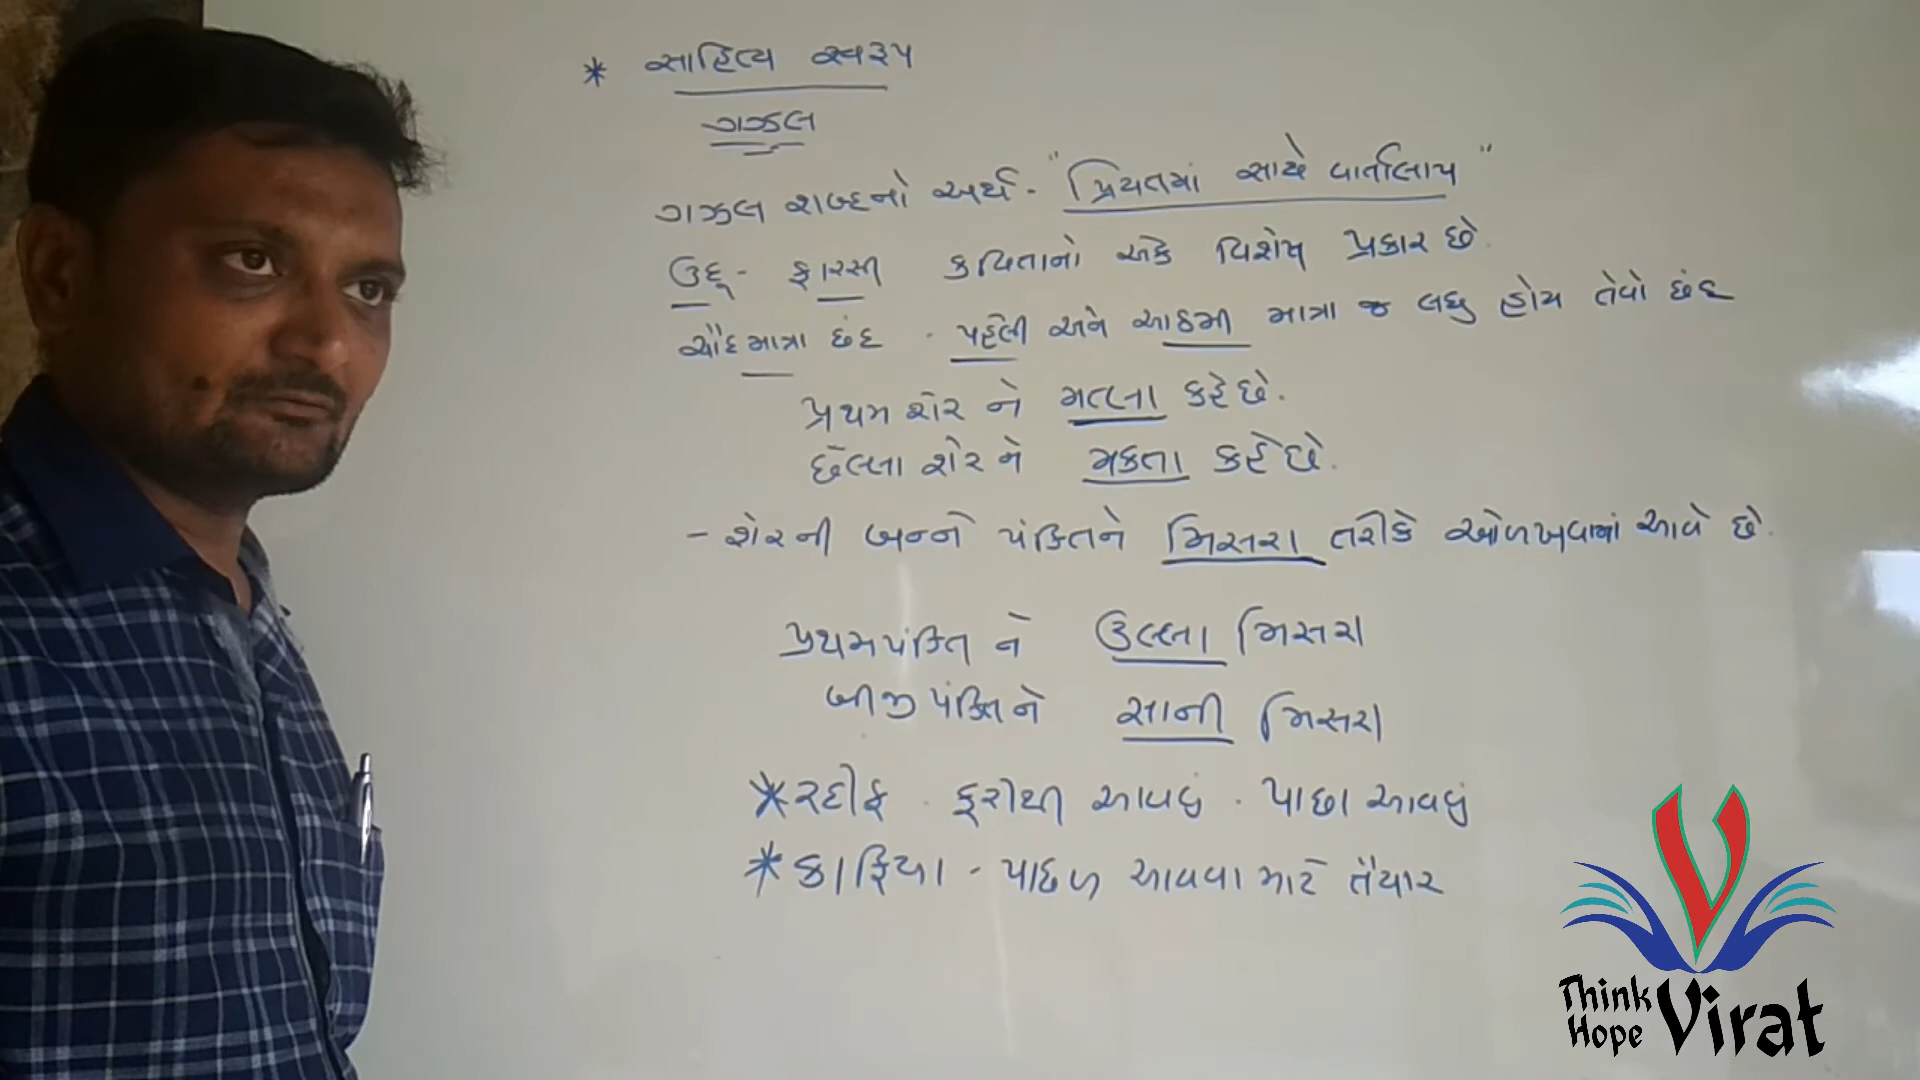 * સાહિત્ય સ્વરૂપ
ગઝલ
ગઝલ શબ્દનો અર્થ - "પ્રિયતમાં સાથે વાર્તાલાપ"
ઉર્દૂ - ફારસી કવિતાનો એક વિશેષ પ્રકાર છે.
ચૌદમાત્રા છંદ . પહેલી અને આઠમી માત્રા જ લઘુ હોય તેવો છંદ
પ્રથમ શેર ને મત્લા કહે છે.
છેલ્લા શેર ને મકતા કહે છે.
- શેરની બન્ને પંક્તિને મિસરા તરીકે ઓળખવામાં આવે છે.
પ્રથમ પંક્તિ ને ઉલ્લા મિસરા
બીજી પંક્તિ ને સાની મિસરા
* રદીફ . ફરીથી આવવું . પાછા આવવું
* કાફિયા - પાછળ આવવા માટે તૈયાર
Think
Hope
Virat